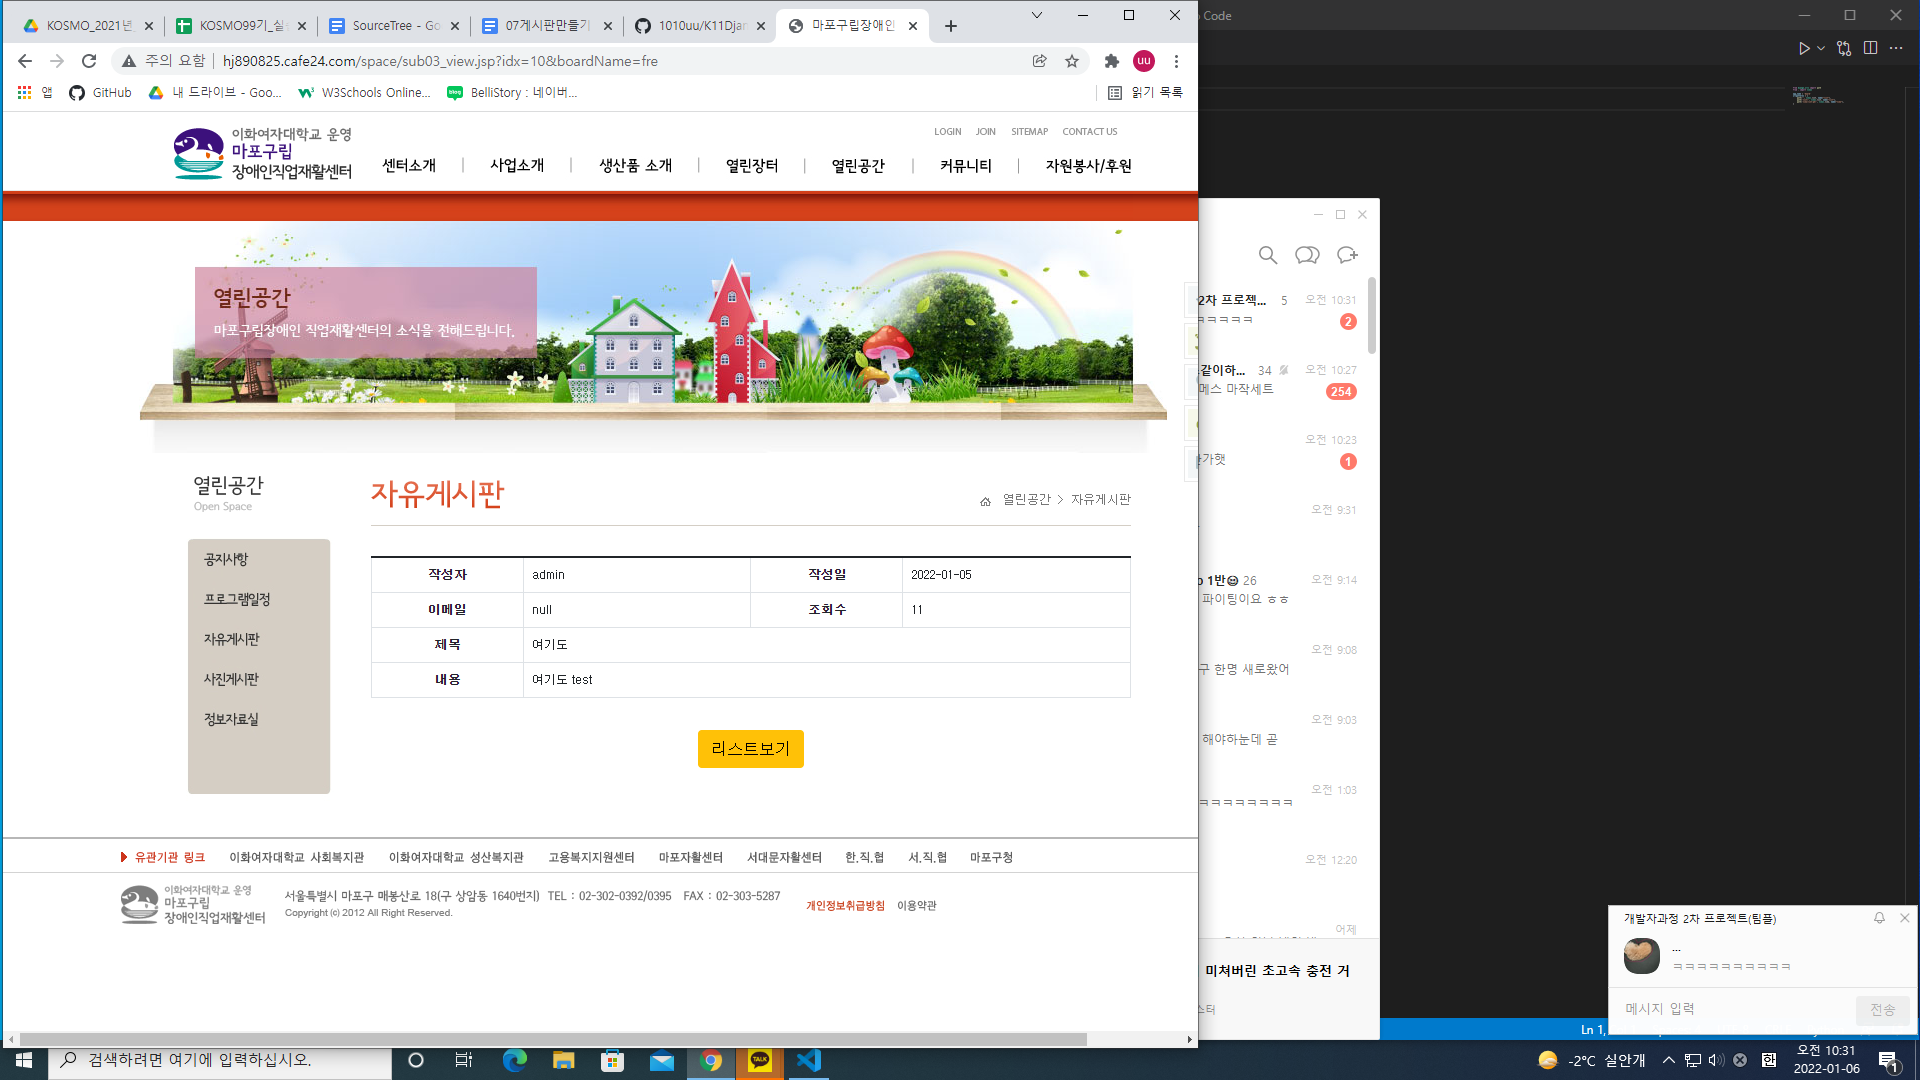 KOSMO_2021년
KOSMO99기_실
SourceTree - Go
07게시판만들기
1010uu/K11Djan
마포구립장애인
Code
주의 요함
hj890825.cafe24.com/space/sub03_view.jsp?idx=10&boardName=fre
uu
앱
GitHub
내 드라이브 - Goo...
W3Schools Online...
BelliStory : 네이버...
읽기 목록
이화여자대학교 운영
마포구립
장애인직업재활센터
LOGIN
JOIN
SITEMAP
CONTACT US
센터소개
사업소개
생산품 소개
열린장터
열린공간
커뮤니티
자원봉사/후원
열린공간
마포구립장애인 직업재활센터의 소식을 전해드립니다.
열린공간
Open Space
공지사항
프로그램일정
자유게시판
사진게시판
정보자료실
자유게시판
열린공간 > 자유게시판
작성자 admin 작성일 2022-01-05
이메일 null 조회수 11
제목 여기도
내용 여기도 test
리스트보기
유관기관 링크
이화여자대학교 사회복지관
이화여자대학교 성산복지관
고용복지지원센터
마포자활센터
서대문자활센터
한.직.협
서.직.협
마포구청
이화여자대학교 운영
마포구립
장애인직업재활센터
서울특별시 마포구 매봉산로 18(구 상암동 1640번지) TEL : 02-302-0392/0395 FAX : 02-303-5287
Copyright (c) 2012 All Right Reserved.
개인정보취급방침
이용약관
2차 프로젝... 5 오전 10:31
ㅋㅋㅋㅋㅋ 2
같이하... 34 오전 10:27
메스 마작세트 254
오전 10:23
가햇 1
오전 9:31
1반 26 오전 9:14
파이팅이요 ㅎㅎ
오전 9:08
구 한명 새로왔어
오전 9:03
해야하눈데 곧
오전 1:03
ㅋㅋㅋㅋㅋㅋㅋㅋ
오전 12:20
어제
미쳐버린 초고속 충전 거
스터
개발자과정 2차 프로젝트(팀플)
...
ㅋㅋㅋㅋㅋㅋㅋㅋㅋㅋ
메시지 입력
전송
Ln 1,
검색하려면 여기에 입력하십시오.
TALK
-2°C 실안개
한
오전 10:31
2022-01-06
1